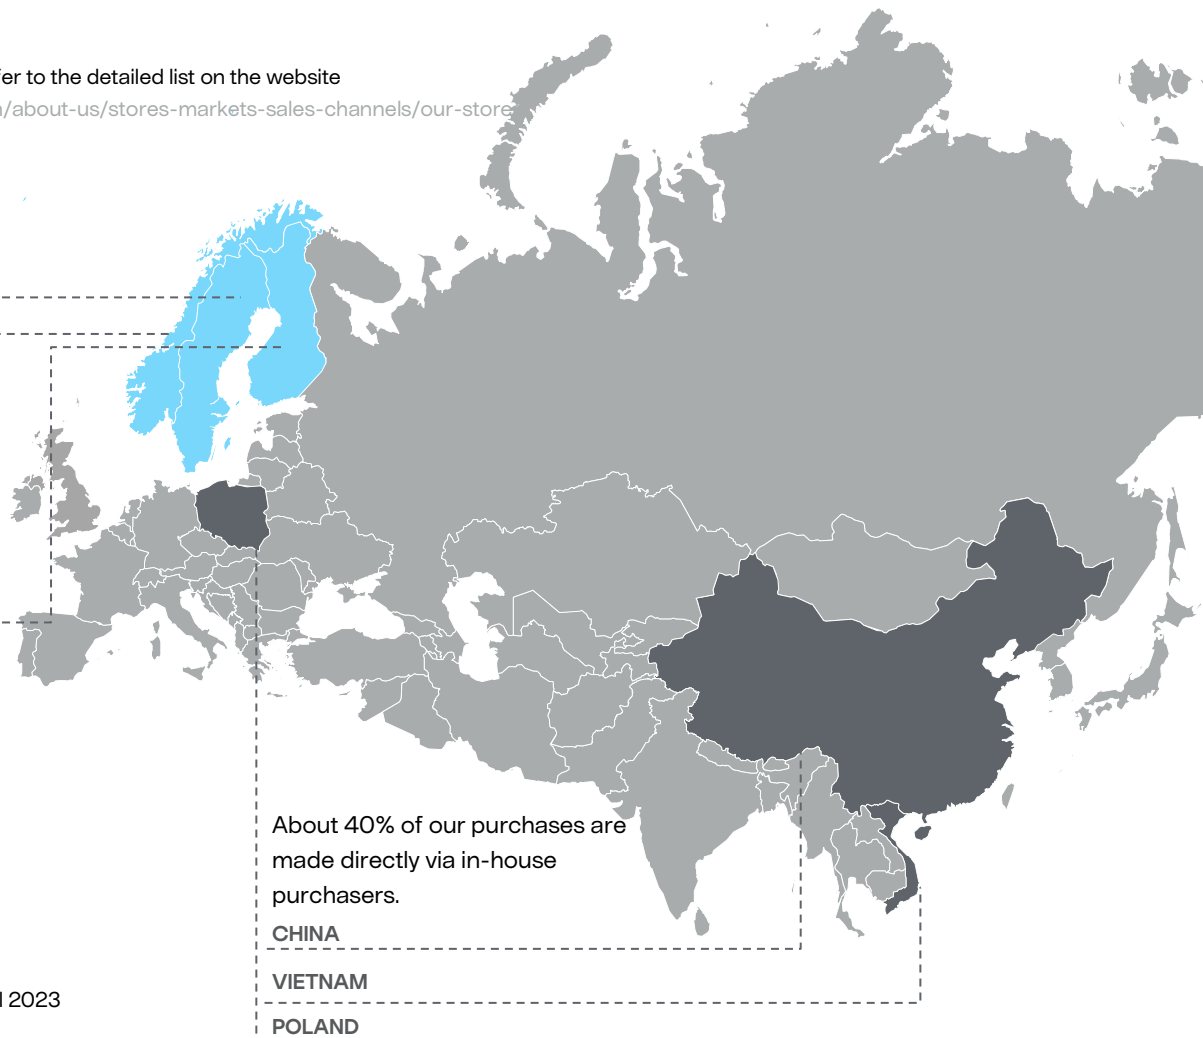 fer to the detailed list on the website
/about-us/stores-markets-sales-channels/our-store
About 40% of our purchases are
made directly via in-house
purchasers.
CHINA
VIETNAM
2023
POLAND